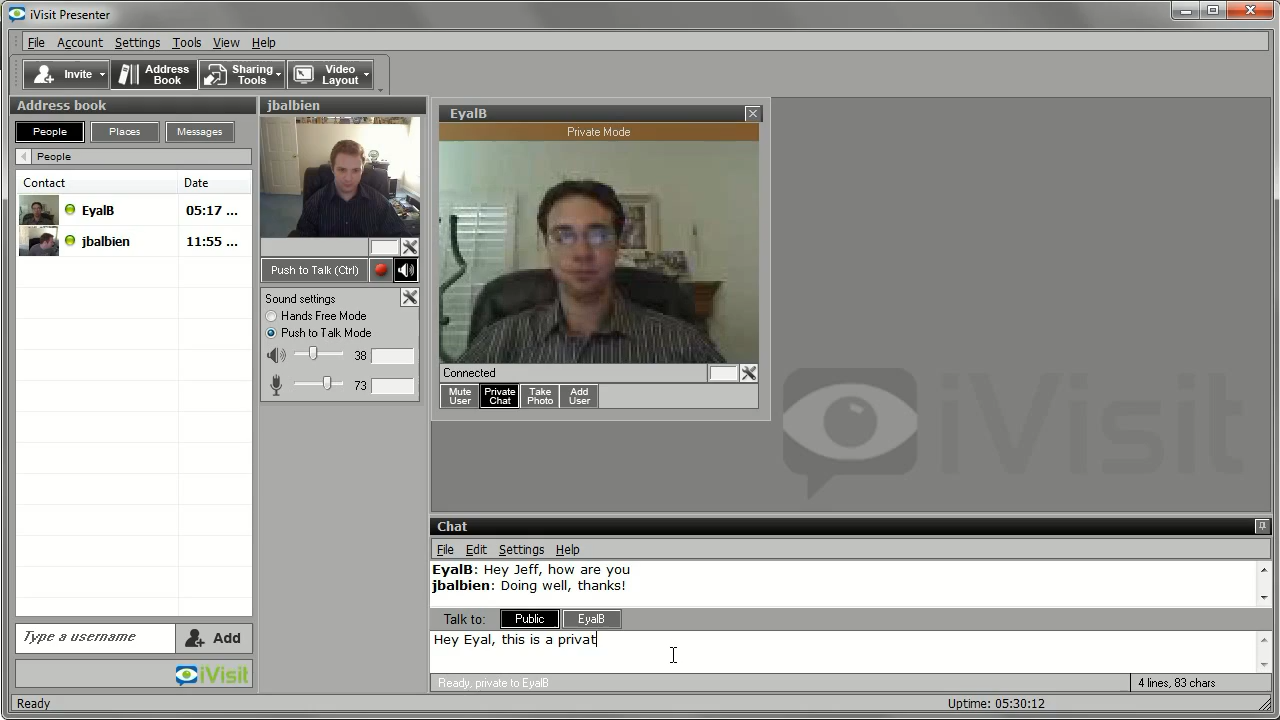 iVisit Presenter
File Account Settings Tools View Help
Invite
Address Book
Sharing Tools
Video Layout
Address book
People Places Messages
People
Contact Date
EyalB 05:17 ...
jbalbien 11:55 ...
Type a username
Add
iVisit
jbalbien
Push to Talk (Ctrl)
Sound settings
Hands Free Mode
Push to Talk Mode
38
73
EyalB
Private Mode
Connected
Mute User
Private Chat
Take Photo
Add User
iVisit
Chat
File Edit Settings Help
EyalB: Hey Jeff, how are you
jbalbien: Doing well, thanks!
Talk to: Public EyalB
Hey Eyal, this is a privat
Ready, private to EyalB
4 lines, 83 chars
Ready
Uptime: 05:30:12